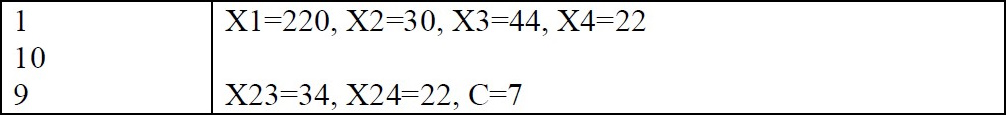 1 X1=220, X2=30, X3=44, X4=22
10
9 X23=34, X24=22, C=7